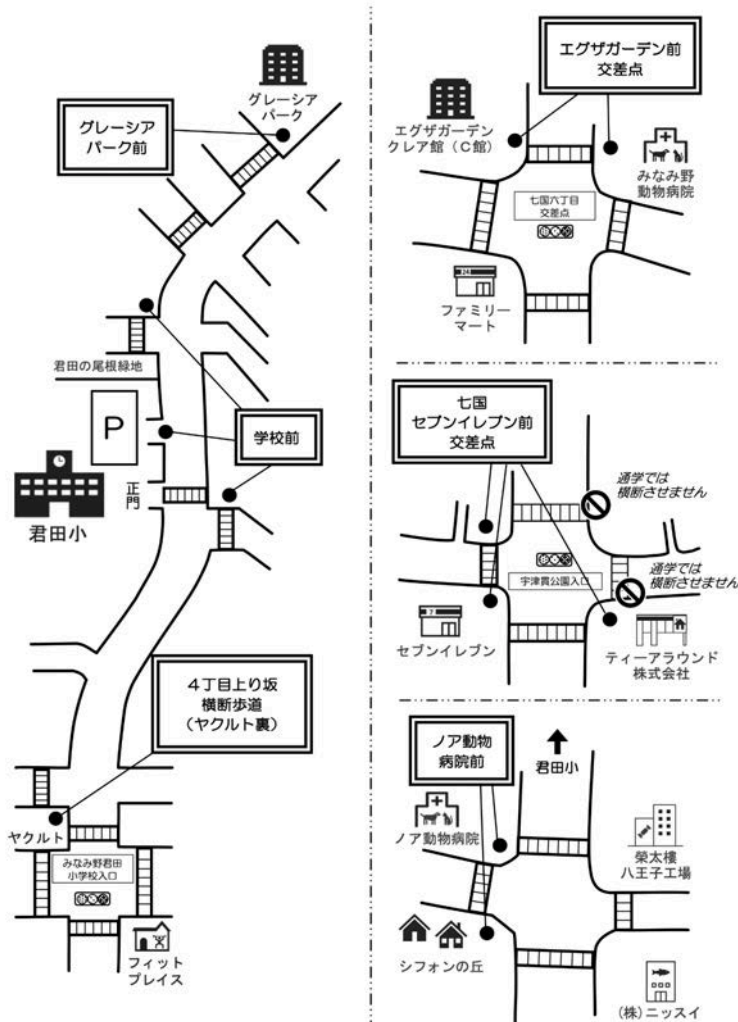 グレーシア
パーク
グレーシア
パーク前
君田の尾根緑地
P
学校前
正門
君田小
4丁目上り坂
横断歩道
(ヤクルト裏)
ヤクルト
みなみ野君田
小学校入口
フィット
プレイス
エグザガーデン前
交差点
エグザガーデン
クレア館(C館)
みなみ野
動物病院
七国六丁目
交差点
24
ファミリー
マート
七国
セブンイレブン前
交差点
通学では
横断させません
宇津貫公園入口
通学では
横断させません
7
セブンイレブン
ティーアラウンド
株式会社
ノア動物
病院前
君田小
ノア動物病院
榮太樓
八王子工場
シフォンの丘
(株)ニッスイ